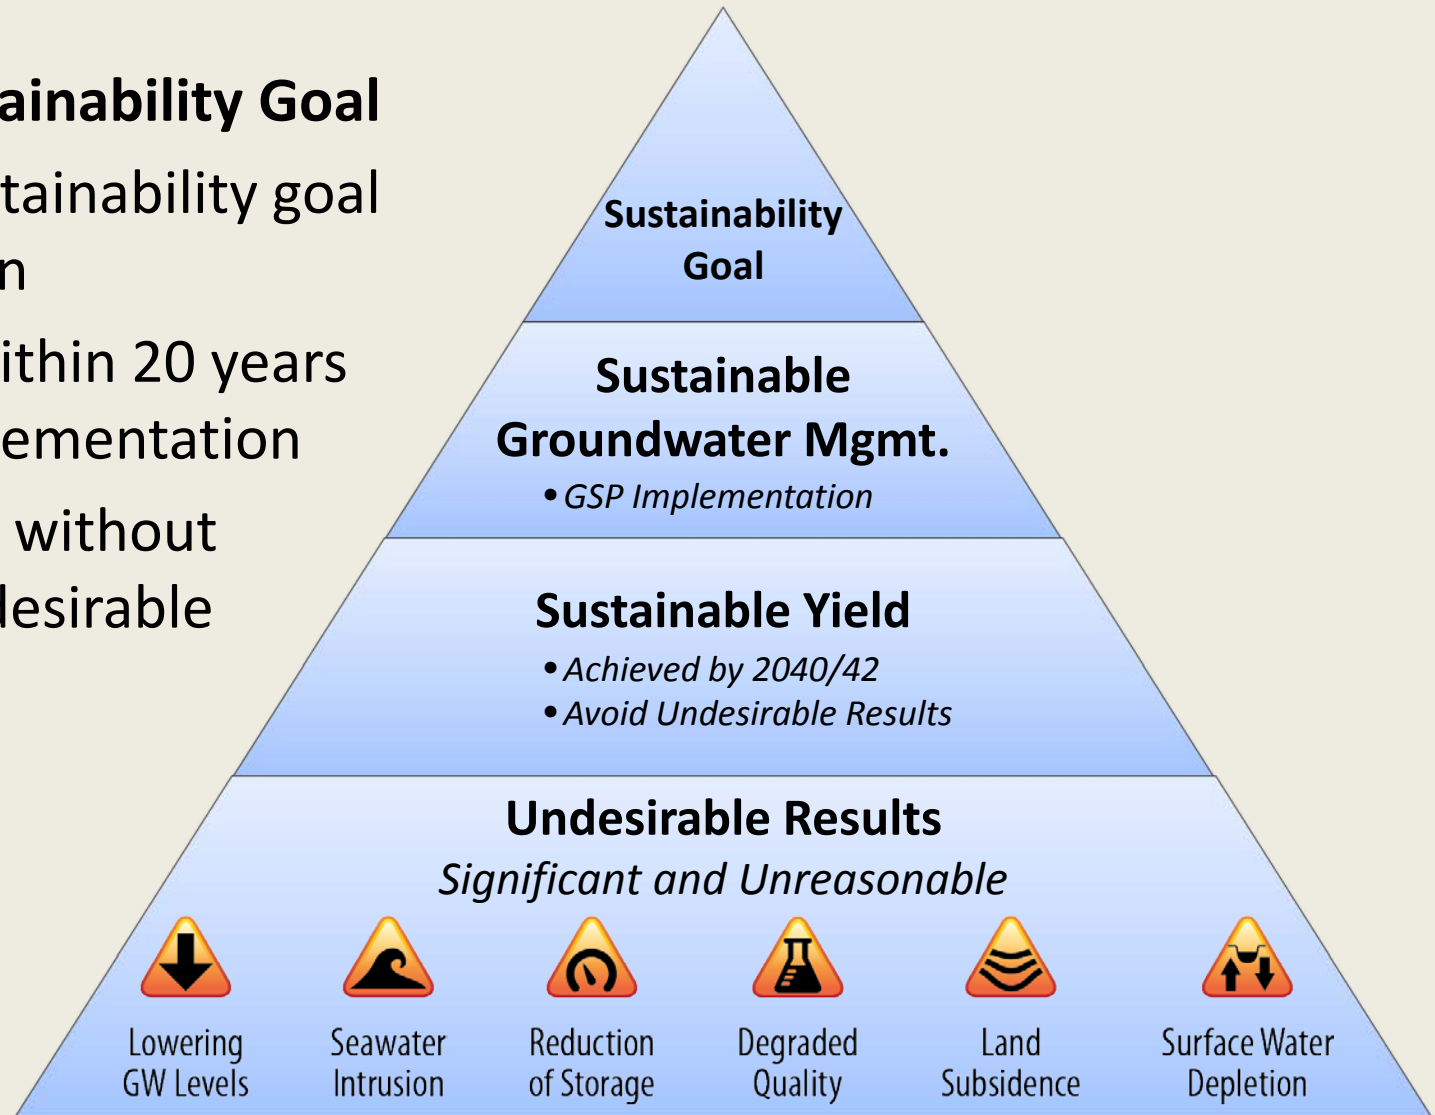 ainability Goal
tainability goal
n
ithin 20 years
ementation
without
desirable
Sustainability
Goal
Sustainable
Groundwater Mgmt.
• GSP Implementation
Sustainable Yield
• Achieved by 2040/42
• Avoid Undesirable Results
Undesirable Results
Significant and Unreasonable
Lowering
GW Levels
Seawater
Intrusion
Reduction
of Storage
Degraded
Quality
Land
Subsidence
Surface Water
Depletion